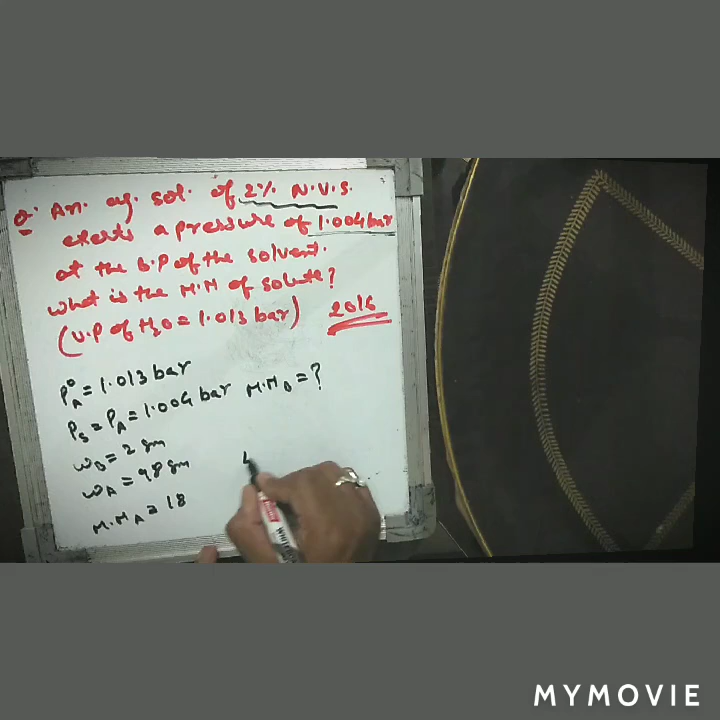 Q: An. aq. sol. of 2% N.V.S.
exerts a pressure of 1.004 bar
at the B.P of the solvent.
what is the M.M of solute?
(V.P of H2O = 1.013 bar) 2016
P°A = 1.013 bar
PS = PA = 1.004 bar M.MB = ?
WB = 2 gm
WA = 98 gm
M.MA = 18
MYMOVIE